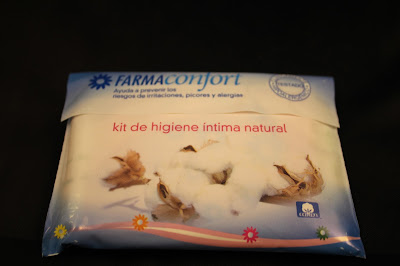 FARMAconfort
Ayuda a prevenir los
riesgos de irritaciones, picores y alergias
kit de higiene íntima natural